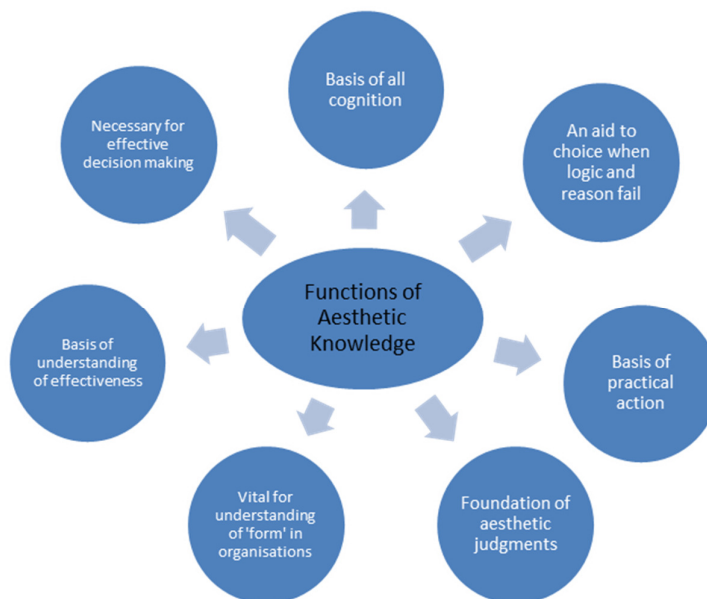 Functions of
Aesthetic
Knowledge
Basis of all
cognition
An aid to
choice when
logic and
reason fail
Basis of
practical
action
Foundation of
aesthetic
judgments
Vital for
understanding
of 'form' in
organisations
Basis of
understanding
of effectiveness
Necessary for
effective
decision making